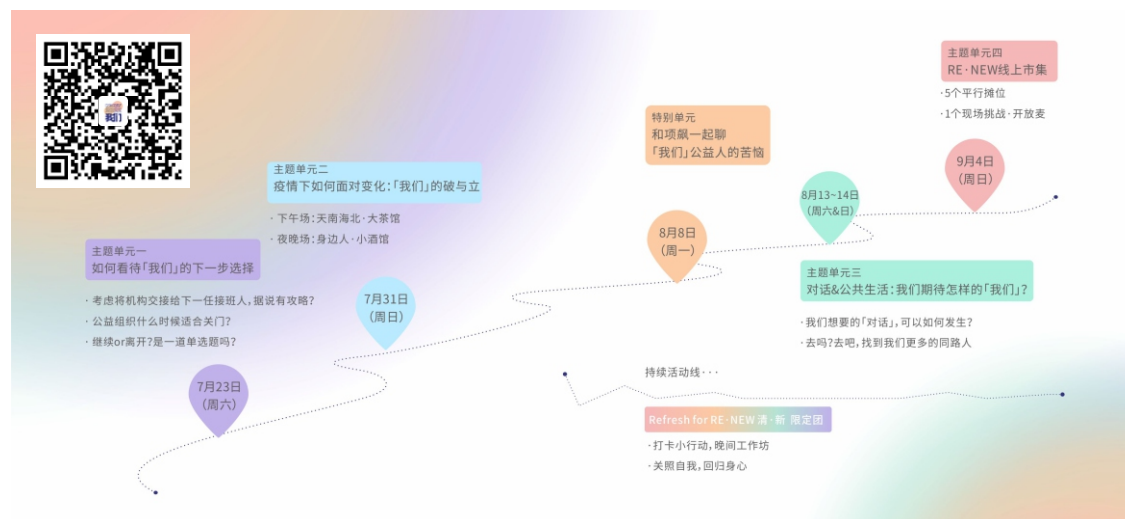 我们
主题单元一
如何看待「我们」的下一步选择
· 考虑将机构交接给下一任接班人，据说有攻略？
· 公益组织什么时候适合关门？
· 继续or离开？是一道单选题吗？
7月23日
（周六）
主题单元二
疫情下如何面对变化：「我们」的破与立
· 下午场：天南海北·大茶馆
· 夜晚场：身边人·小酒馆
7月31日
（周日）
特别单元
和项飙一起聊
「我们」公益人的苦恼
8月8日
（周一）
8月13~14日
（周六&日）
主题单元三
对话&公共生活：我们期待怎样的「我们」？
·我们想要的「对话」，可以如何发生？
·去吗？去吧，找到我们更多的同路人
主题单元四
RE·NEW线上市集
·5个平行摊位
·1个现场挑战·开放麦
9月4日
（周日）
持续活动线···
Refresh for RE·NEW 清·新 限定团
·打卡小行动，晚间工作坊
·关照自我，回归身心